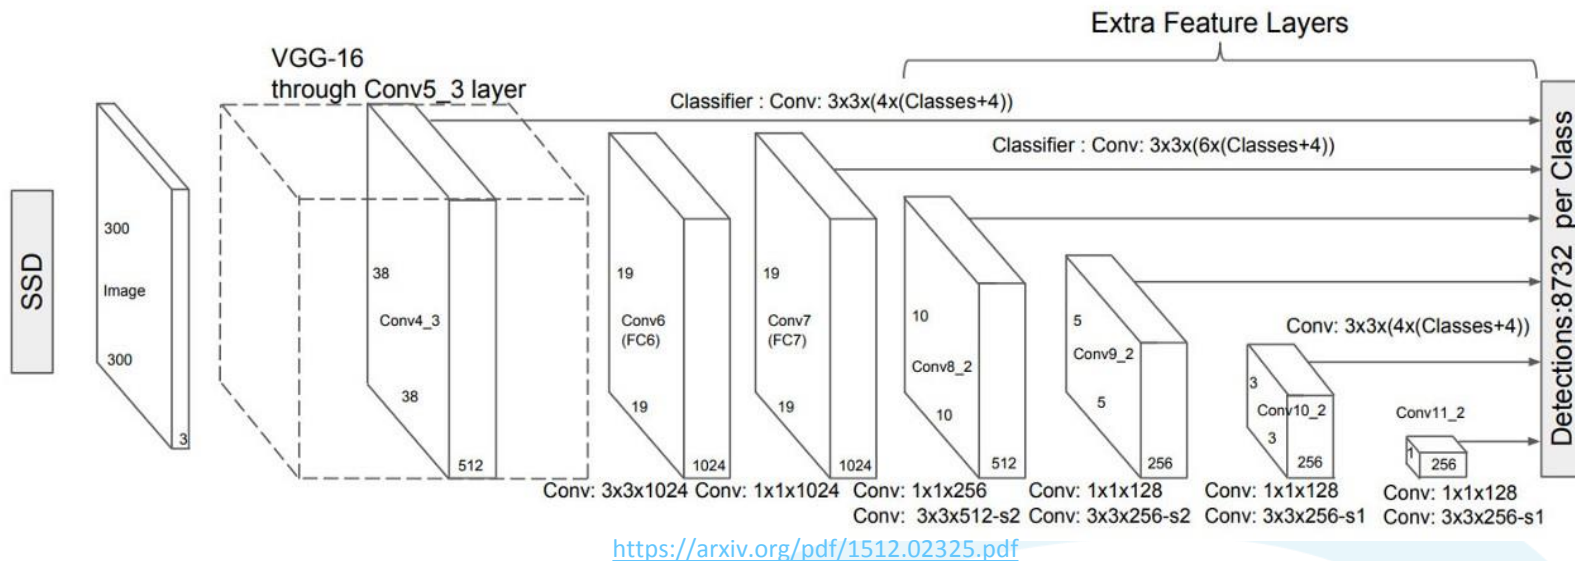 Extra Feature Layers
VGG-16
through Conv5_3 layer
Classifier : Conv: 3x3x(4x(Classes+4))
Classifier : Conv: 3x3x(6x(Classes+4))
SSD
300
Image
300
3
38
Conv4_3
38
512
19
Conv6
(FC6)
19
1024
19
Conv7
(FC7)
19
1024
10
Conv8_2
10
512
5
Conv9_2
5
256
Conv: 3x3x(4x(Classes+4))
3
Conv10_2
3
256
Conv11_2
1
256
Detections:8732 per Class
Conv: 3x3x1024
Conv: 1x1x1024
Conv: 1x1x256
Conv: 3x3x512-s2
Conv: 1x1x128
Conv: 3x3x256-s2
Conv: 1x1x128
Conv: 3x3x256-s1
Conv: 1x1x128
Conv: 3x3x256-s1
https://arxiv.org/pdf/1512.02325.pdf